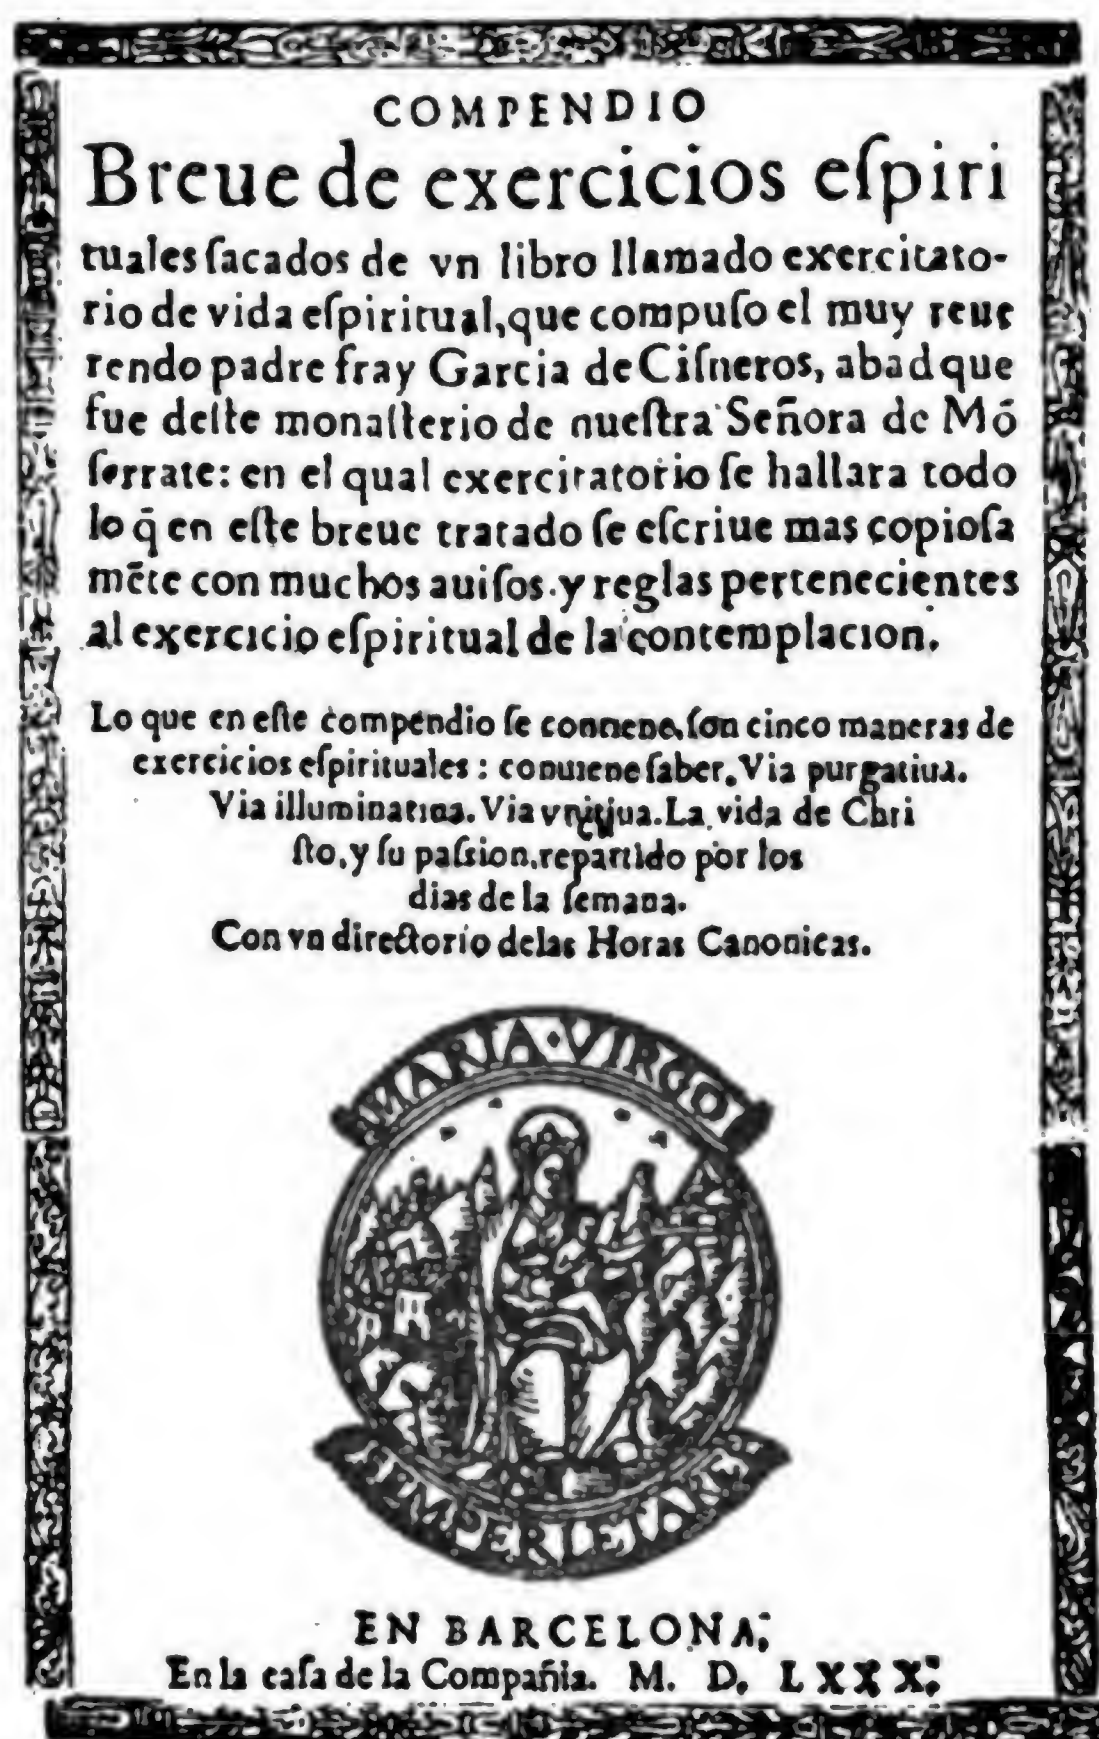 COMPENDIO
Breue de exercicios eſpiri
tuales ſacados de vn libro llamado exercitato-
rio de vida eſpiritual, que compuſo el muy reue
rendo padre fray Garcia de Ciſneros, abad que
fue deſte monaſterio de nueſtra Señora de Mõ
ſerrate: en el qual exercitatorio ſe hallara todo
lo q̃ en eſte breue tratado ſe eſcriue mas copioſa
mẽte con muchos auiſos y reglas pertenecientes
al exercicio eſpiritual de la contemplacion.
Lo que en eſte compendio ſe contiene, ſon cinco maneras de
exercicios eſpirituales : conuiene ſaber, Via purgatiua.
Via illuminatiua. Via vnitiua. La vida de Chri
ſto, y ſu paſsion, repartido por los
dias de la ſemana.
Con vn directorio delas Horas Canonicas.
MARIA·VIRGO
SEMPER LETARE
EN BARCELONA,
En la caſa de la Compañia. M. D. LXXX.